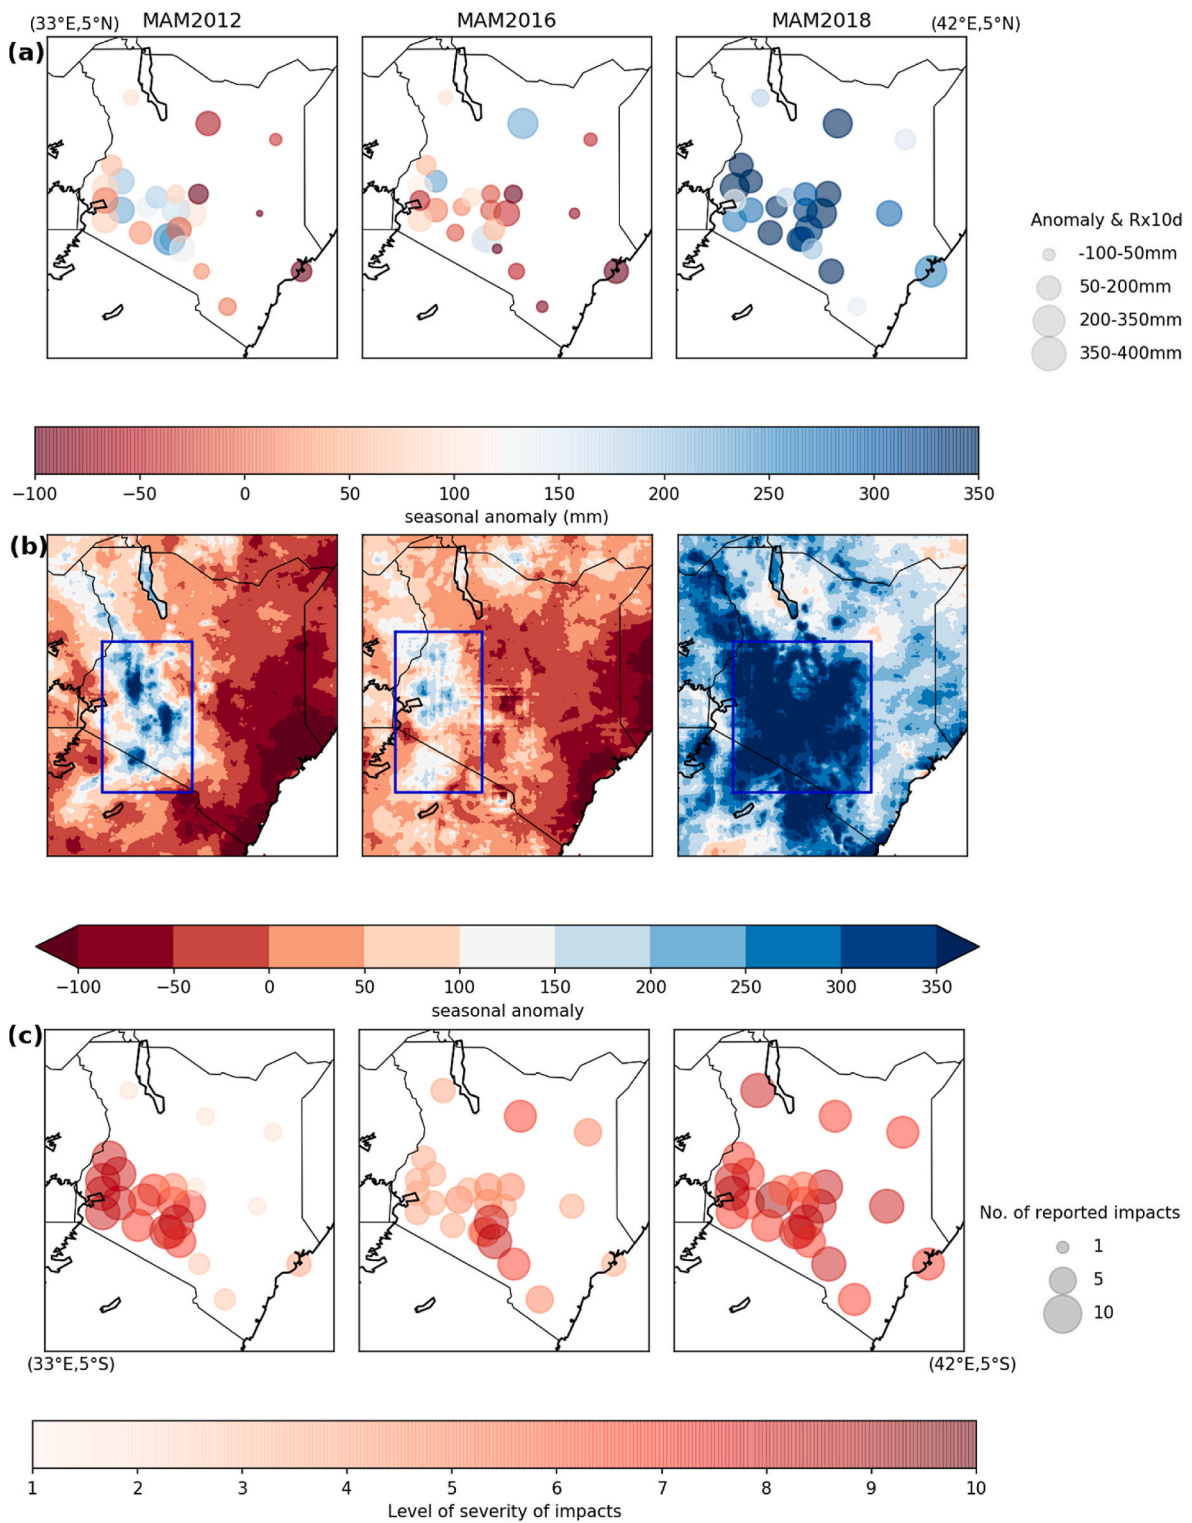 (33°E,5°N) MAM2012 MAM2016 MAM2018 (42°E,5°N)
(a)
Anomaly & Rx10d
-100-50mm
50-200mm
200-350mm
350-400mm
−100 −50 0 50 100 150 200 250 300 350
seasonal anomaly (mm)
(b)
−100 −50 0 50 100 150 200 250 300 350
seasonal anomaly
(c)
No. of reported impacts
1
5
10
(33°E,5°S) (42°E,5°S)
1 2 3 4 5 6 7 8 9 10
Level of severity of impacts